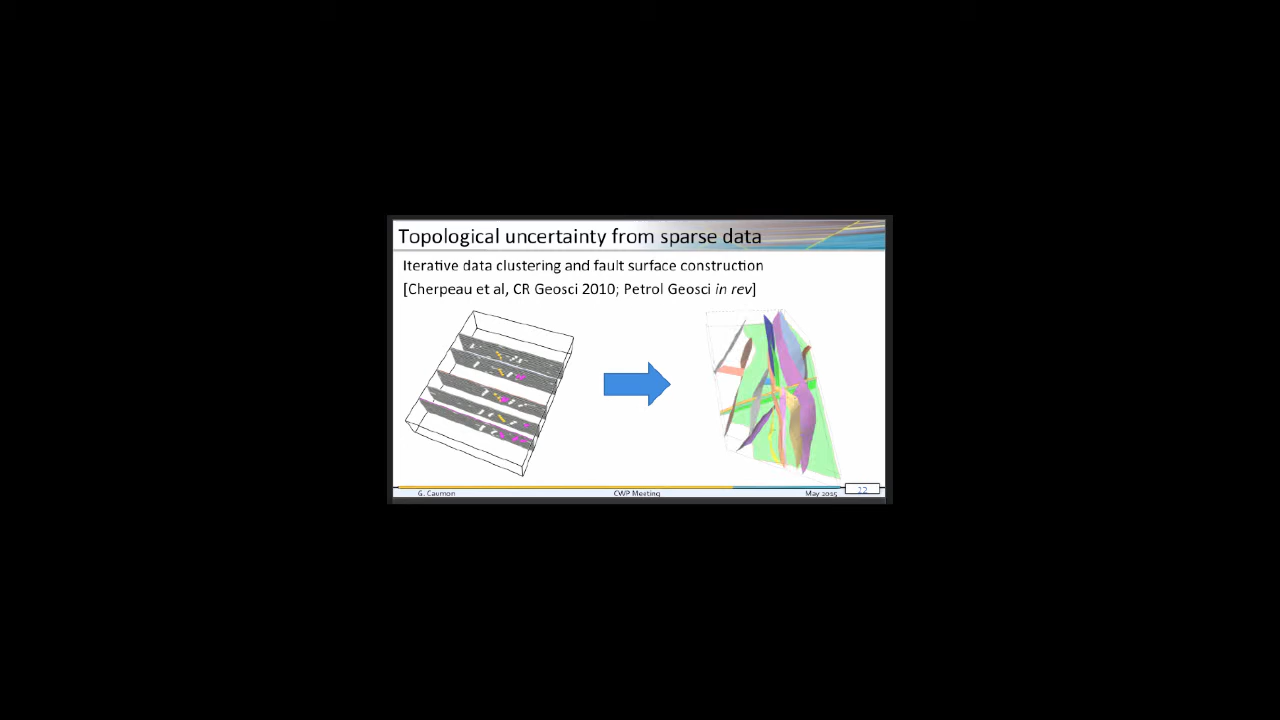 Topological uncertainty from sparse data
Iterative data clustering and fault surface construction
[Cherpeau et al, CR Geosci 2010; Petrol Geosci in rev]
G. Caumon CWP Meeting May 2015 12